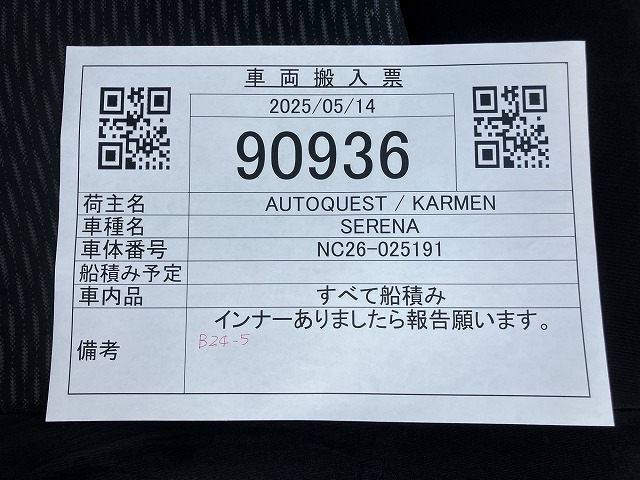 車両搬入票
2025/05/14
90936
荷主名 AUTOQUEST / KARMEN
車種名 SERENA
車体番号 NC26-025191
船積み予定
車内品 すべて船積み
備考 インナーありましたら報告願います。
B24-5